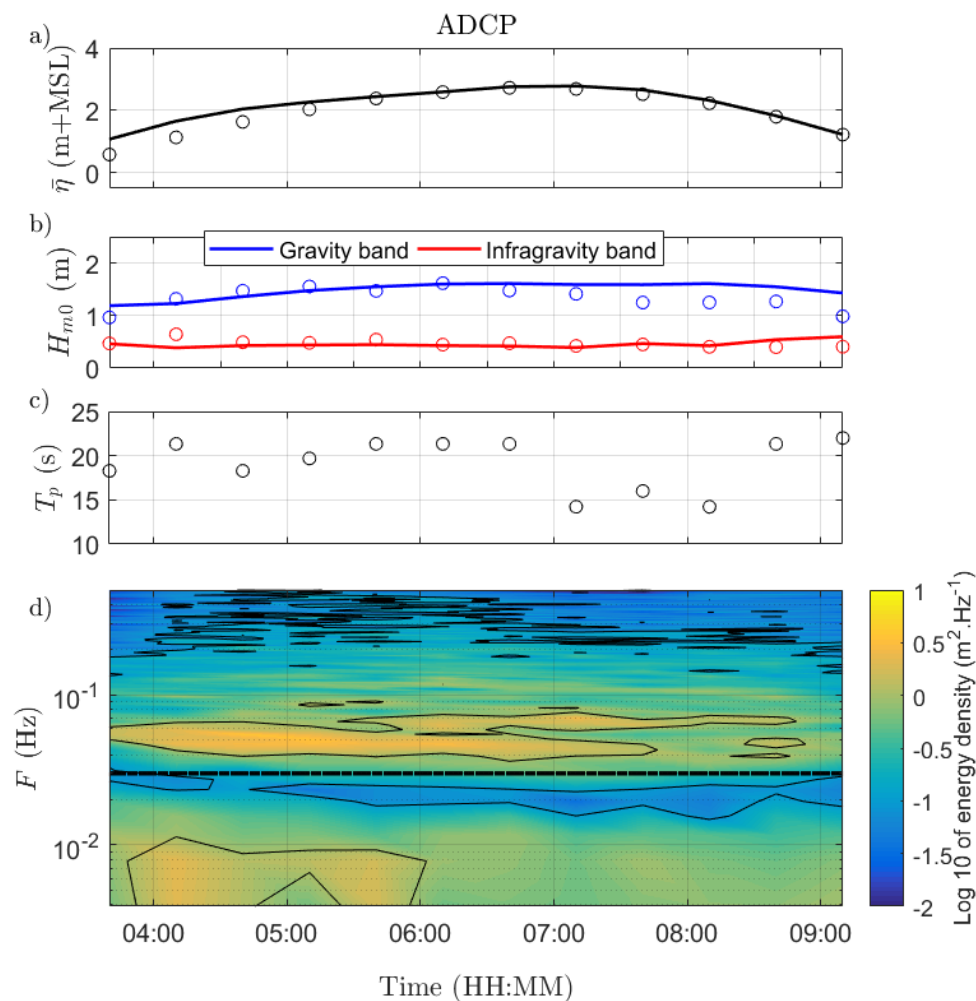 ADCP
a)
4
2
0
η̄ (m+MSL)
b)
Gravity band
Infragravity band
2
1
0
H_{m0} (m)
c)
25
20
15
10
T_p (s)
d)
10^{-1}
10^{-2}
F (Hz)
04:00 05:00 06:00 07:00 08:00 09:00
Time (HH:MM)
1
0.5
0
-0.5
-1
-1.5
-2
Log 10 of energy density (m².Hz⁻¹)